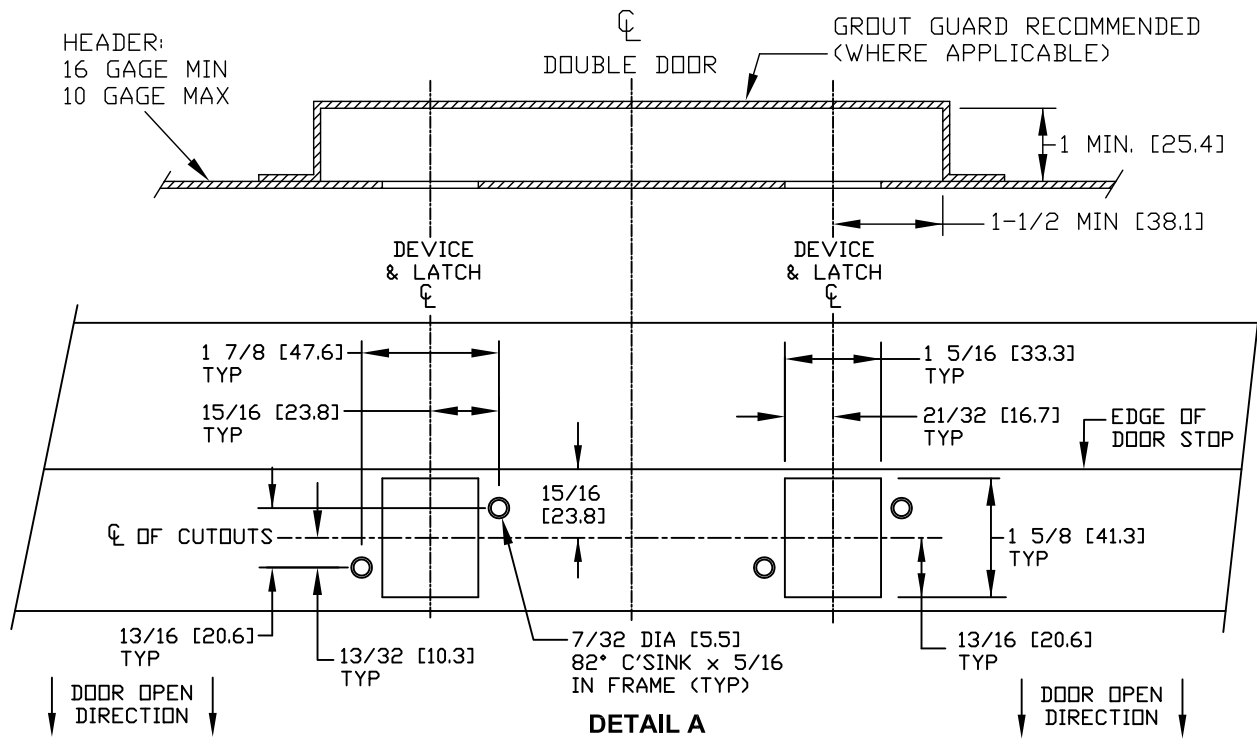 HEADER:
16 GAGE MIN
10 GAGE MAX
℄
DOUBLE DOOR
GROUT GUARD RECOMMENDED
(WHERE APPLICABLE)
1 MIN. [25.4]
1-1/2 MIN [38.1]
DEVICE
& LATCH
℄
DEVICE
& LATCH
℄
1 7/8 [47.6]
TYP
15/16 [23.8]
TYP
1 5/16 [33.3]
TYP
21/32 [16.7]
TYP
EDGE OF
DOOR STOP
15/16
[23.8]
℄ OF CUTOUTS
1 5/8 [41.3]
TYP
13/16 [20.6]
TYP
13/32 [10.3]
TYP
7/32 DIA [5.5]
82° C'SINK x 5/16
IN FRAME (TYP)
13/16 [20.6]
TYP
DOOR OPEN
DIRECTION
DOOR OPEN
DIRECTION
DETAIL A